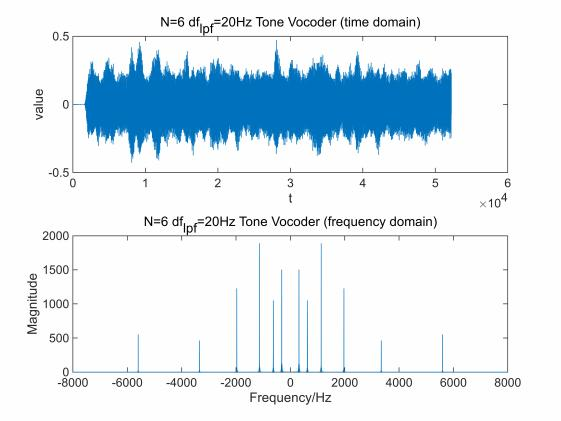 N=6 df_lpf=20Hz Tone Vocoder (time domain)
0.5
0
-0.5
value
0 1 2 3 4 5 6
t
×10^4
N=6 df_lpf=20Hz Tone Vocoder (frequency domain)
2000
1500
1000
500
0
Magnitude
-8000 -6000 -4000 -2000 0 2000 4000 6000 8000
Frequency/Hz